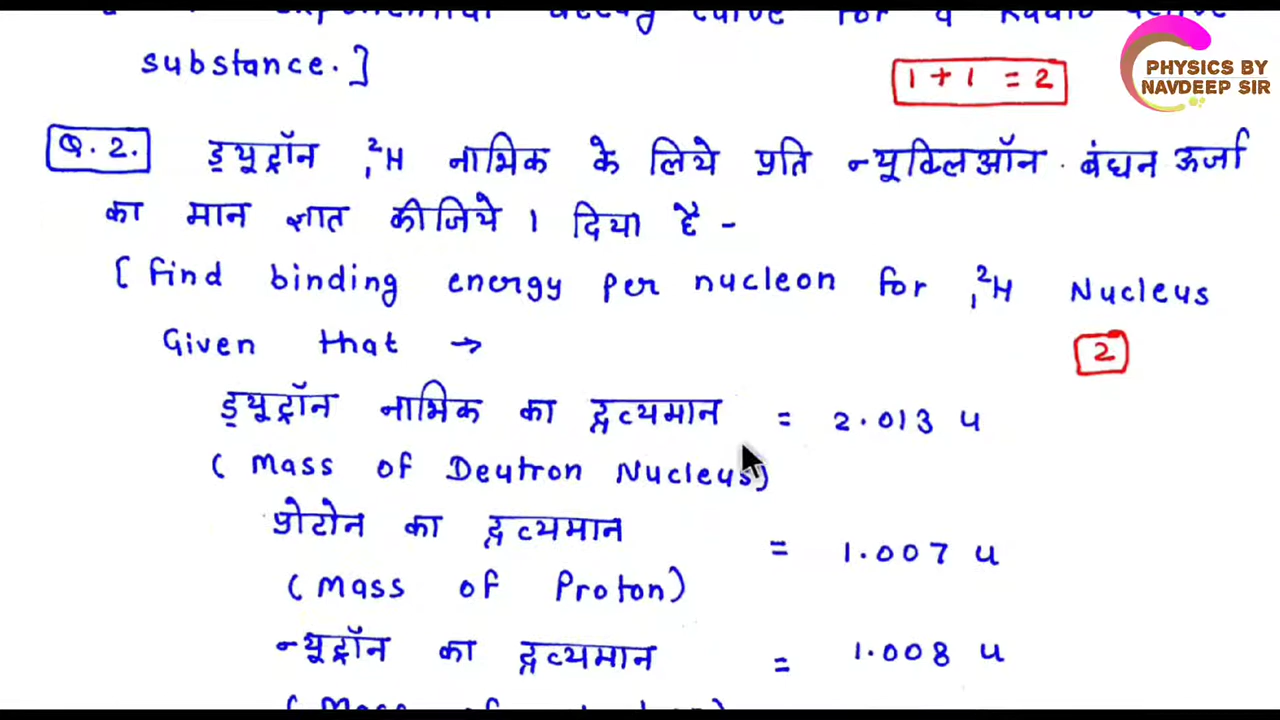 substance.]
1 + 1 = 2
PHYSICS BY
NAVDEEP SIR
Q.2. ड्यूट्रॉन ₁²H नाभिक के लिये प्रति न्यूक्लिऑन बंधन ऊर्जा
का मान ज्ञात कीजिये । दिया है -
[ find binding energy per nucleon for ₁²H Nucleus
Given that →
2
ड्यूट्रॉन नाभिक का द्रव्यमान = 2.013 u
( Mass of Deutron Nucleus)
प्रोटोन का द्रव्यमान = 1.007 u
(Mass of Proton)
न्यूट्रॉन का द्रव्यमान = 1.008 u